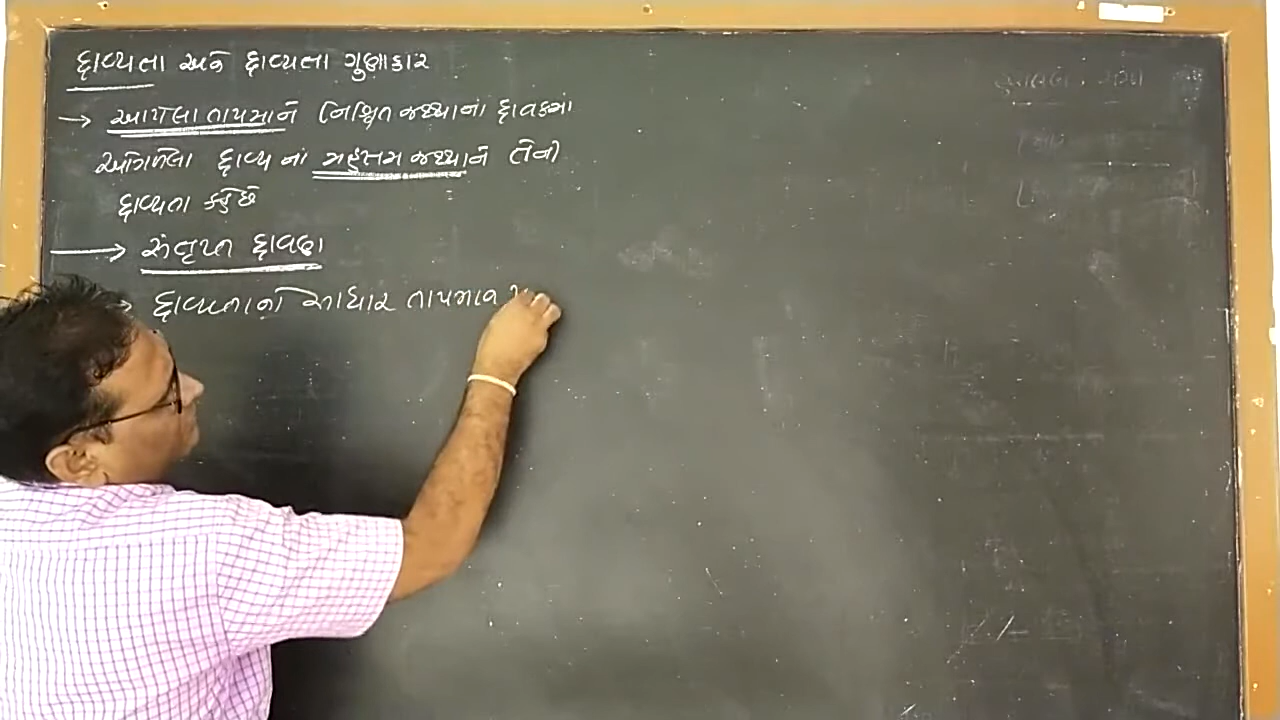 દ્રાવ્યતા અને દ્રાવ્યતા ગુણાકાર
→ આપેલા તાપમાને નિશ્ચિત જથ્થાનાં દ્રાવકમાં
ઓગળેલા દ્રાવ્ય નાં મહત્તમ જથ્થાને તેની
દ્રાવ્યતા કહે છે
→ સંતૃપ્ત દ્રાવણ
→ દ્રાવ્યતાનો આધાર તાપમાન